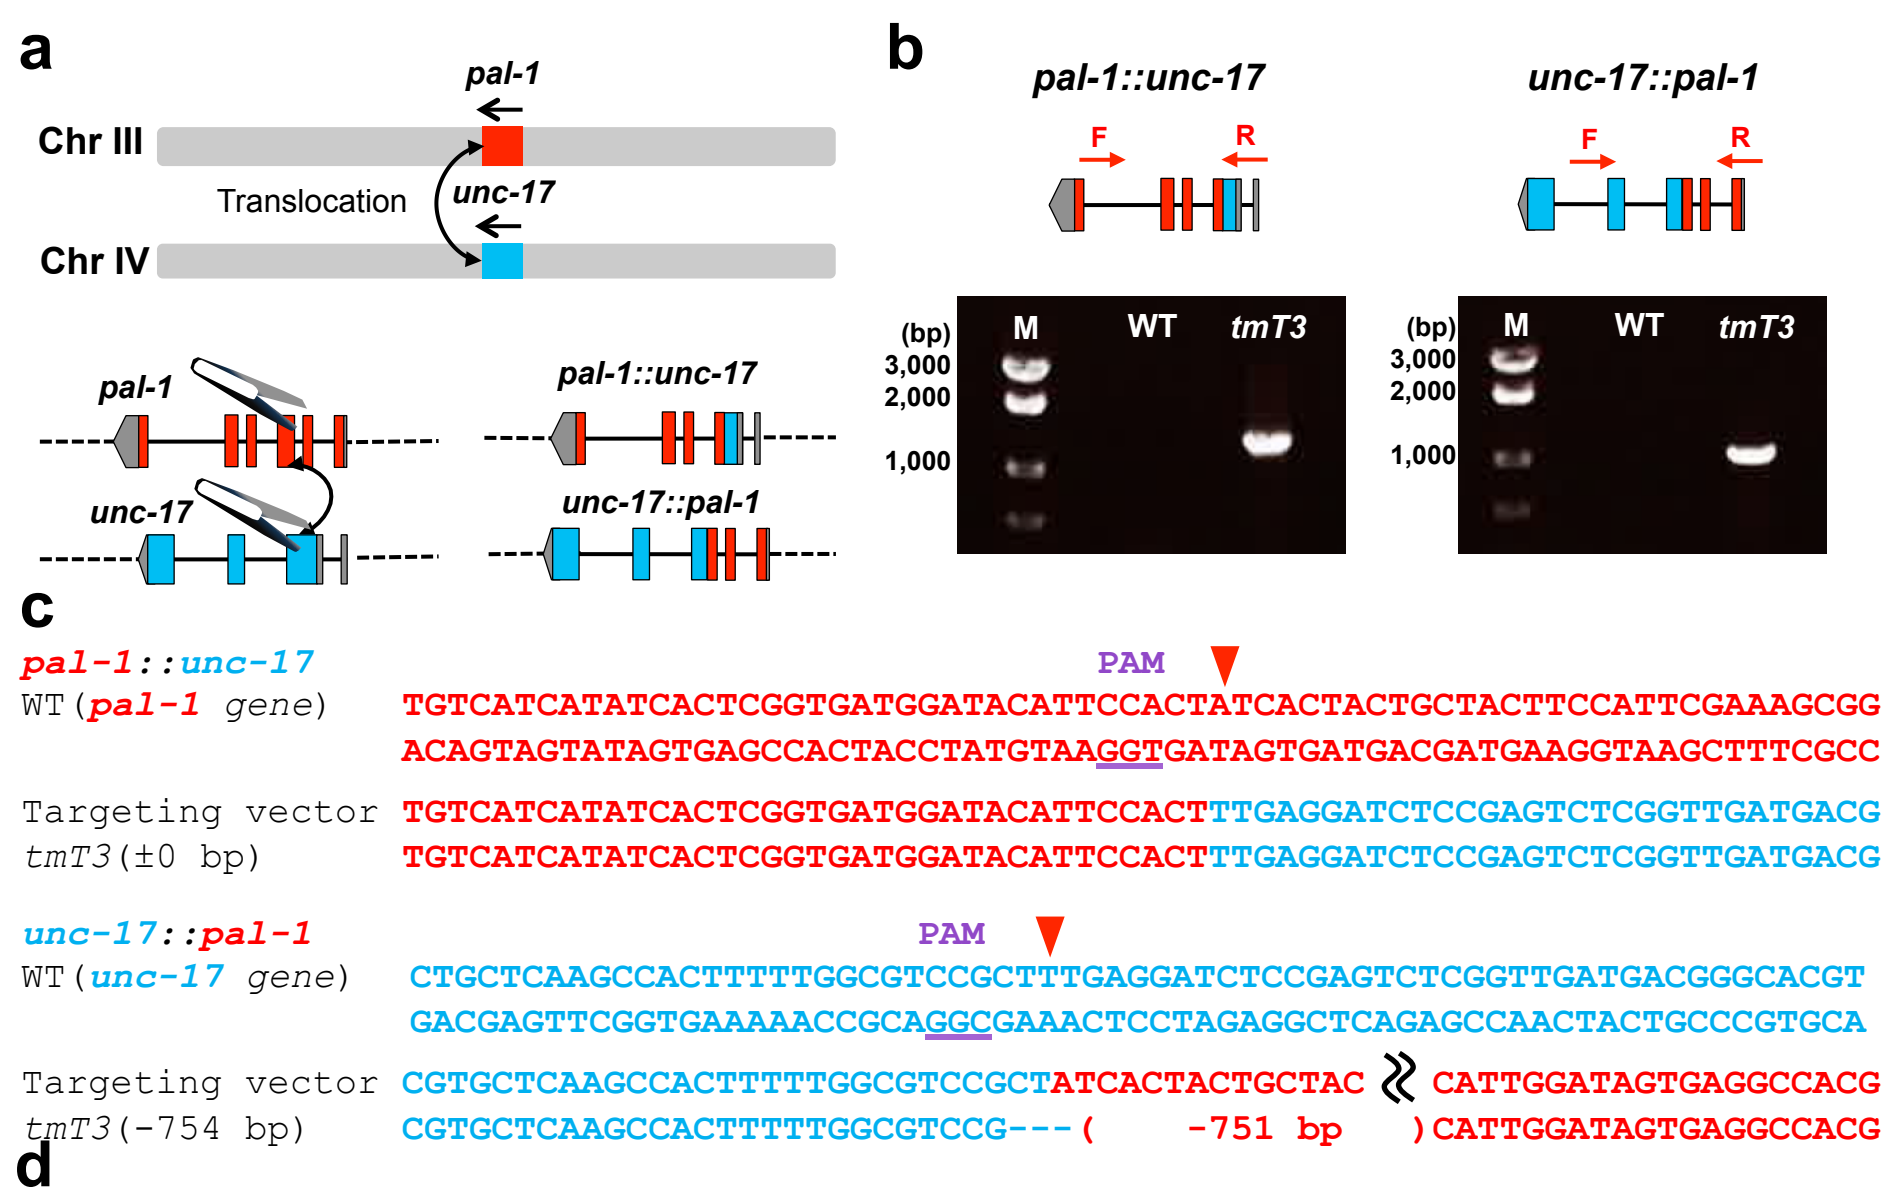 a
pal-1
Chr III
Translocation
unc-17
Chr IV
pal-1
unc-17
pal-1::unc-17
unc-17::pal-1
b
pal-1::unc-17
F
R
(bp)
M
WT
tmT3
3,000
2,000
1,000
unc-17::pal-1
F
R
(bp)
M
WT
tmT3
3,000
2,000
1,000
c
pal-1::unc-17
PAM
WT(pal-1 gene) TGTCATCATATCACTCGGTGATGGATACATTCCACTATCACTACTGCTACTTCCATTCGAAAGCGG
ACAGTAGTATAGTGAGCCACTACCTATGTAAGGTGATAGTGATGACGATGAAGGTAAGCTTTCGCC
Targeting vector TGTCATCATATCACTCGGTGATGGATACATTCCACTTTGAGGATCTCCGAGTCTCGGTTGATGACG
tmT3(±0 bp) TGTCATCATATCACTCGGTGATGGATACATTCCACTTTGAGGATCTCCGAGTCTCGGTTGATGACG
unc-17::pal-1
PAM
WT(unc-17 gene) CTGCTCAAGCCACTTTTTGGCGTCCGCTTTGAGGATCTCCGAGTCTCGGTTGATGACGGGCACGT
GACGAGTTCGGTGAAAAACCGCAGGCGAAACTCCTAGAGGCTCAGAGCCAACTACTGCCCGTGCA
Targeting vector CGTGCTCAAGCCACTTTTTGGCGTCCGCTATCACTACTGCTAC CATTGGATAGTGAGGCCACG
tmT3(-754 bp) CGTGCTCAAGCCACTTTTTGGCGTCCG---( -751 bp )CATTGGATAGTGAGGCCACG
d